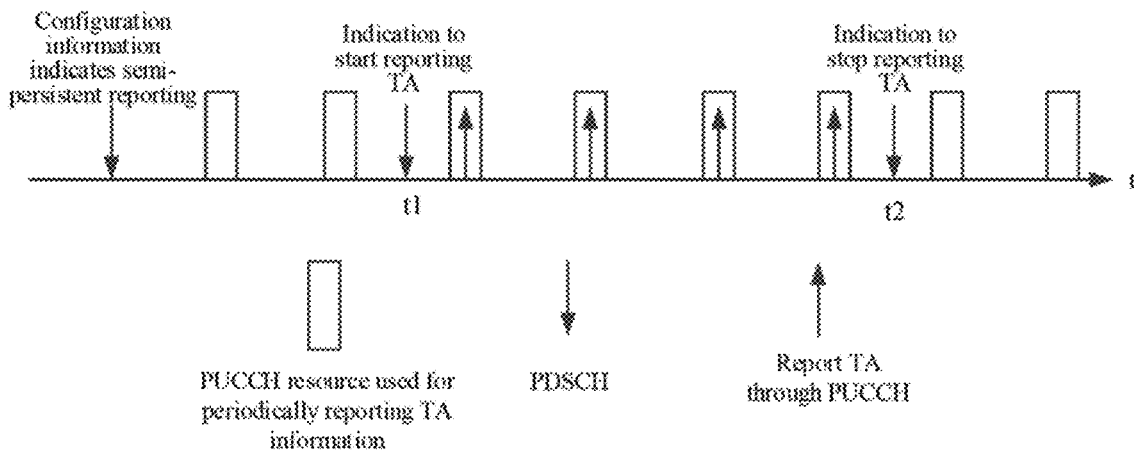 Configuration
information
indicates semi-
persistent reporting
Indication to
start reporting
TA
Indication to
stop reporting
TA
t
t1
t2
PUCCH resource used for
periodically reporting TA
information
PDSCH
Report TA
through PUCCH